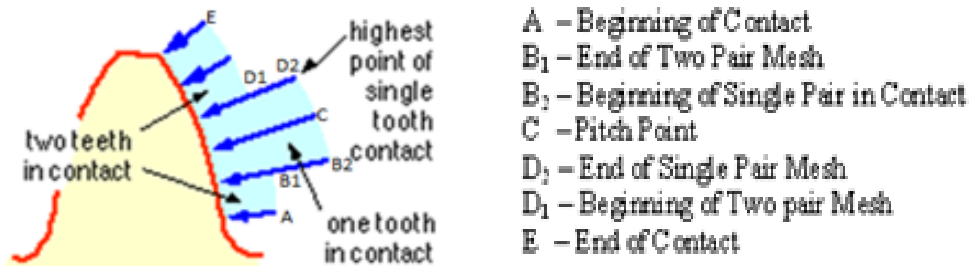 E
highest
point of
single
tooth
contact
D1
D2
C
two teeth
in contact
B1
B2
A
one tooth
in contact
A – Beginning of Contact
B₁ – End of Two Pair Mesh
B₂ – Beginning of Single Pair in Contact
C – Pitch Point
D₂ – End of Single Pair Mesh
D₁ – Beginning of Two pair Mesh
E – End of Contact